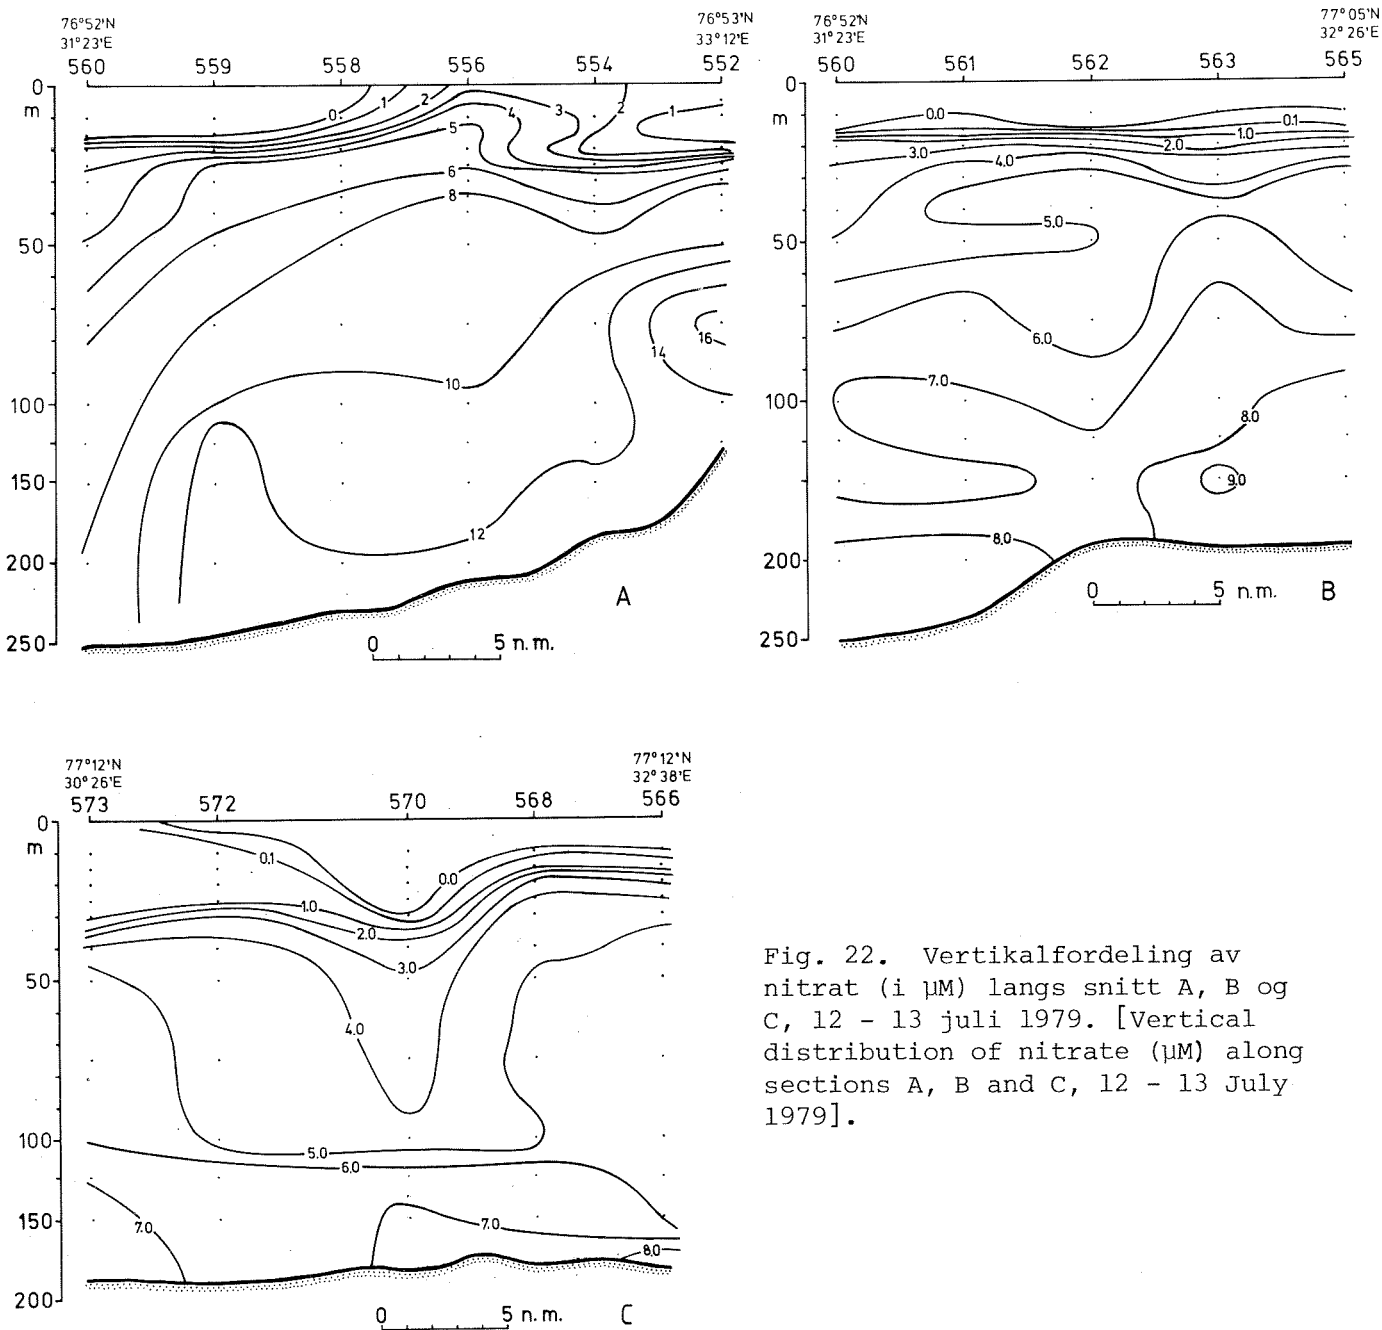 76°52'N 76°53'N
31°23'E 33°12'E
560 559 558 556 554 552
0
m
50
100
150
200
250
0 1 2 3 2 1
5 4
6
8
10
12
14
16
0 5 n.m.
A
76°52'N 77°05'N
31°23'E 32°26'E
560 561 562 563 565
0
m
50
100
150
200
250
0.0 0.1
1.0
2.0
3.0 4.0
5.0
6.0
7.0
8.0
9.0
8.0
0 5 n.m.
B
77°12'N 77°12'N
30°26'E 32°38'E
573 572 570 568 566
0
m
50
100
150
200
0.1 0.0
1.0
2.0
3.0
4.0
5.0
6.0
7.0 7.0
8.0
0 5 n.m.
C
Fig. 22. Vertikalfordeling av
nitrat (i µM) langs snitt A, B og
C, 12 - 13 juli 1979. [Vertical
distribution of nitrate (µM) along
sections A, B and C, 12 - 13 July
1979].